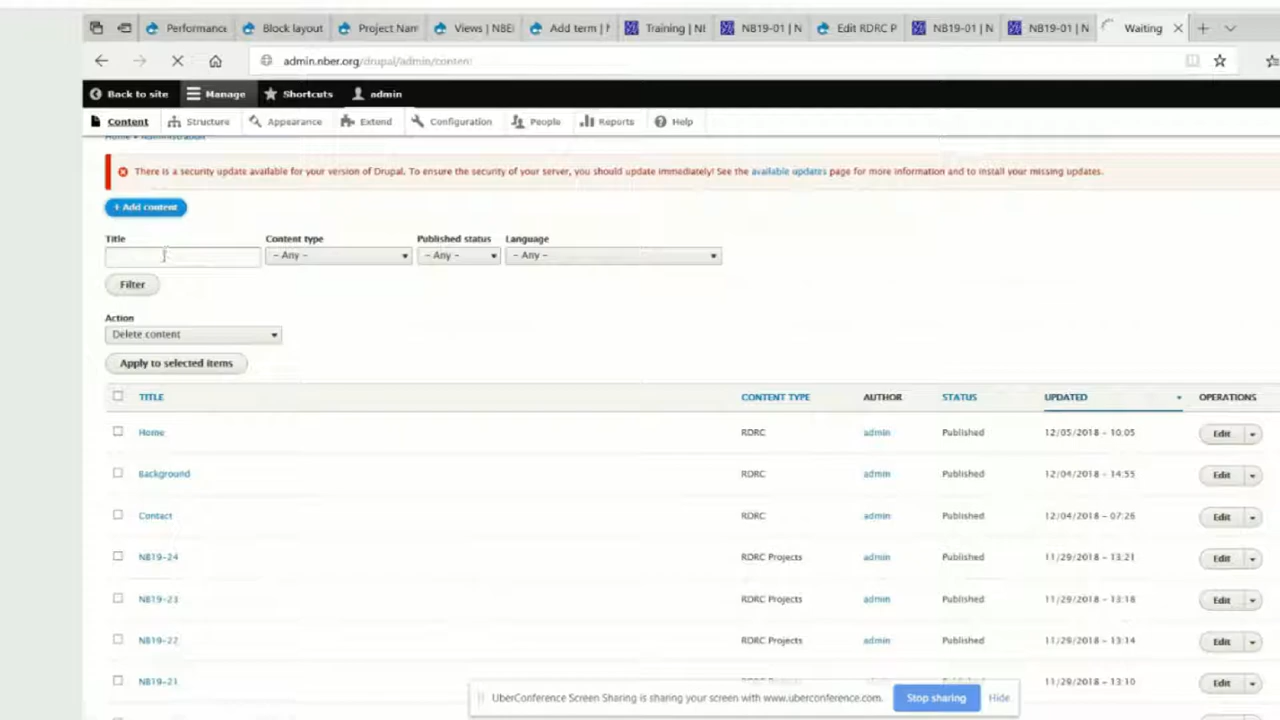 Performance Block layout Project Nam Views | NBEI Add term | N Training | NI NB19-01 | N Edit RDRC P NB19-01 | N NB19-01 | N Waiting
admin.nber.org/drupal/admin/content
Back to site Manage Shortcuts admin
Content Structure Appearance Extend Configuration People Reports Help
Home Administration
There is a security update available for your version of Drupal. To ensure the security of your server, you should update immediately! See the available updates page for more information and to install your missing updates.
+ Add content
Title Content type Published status Language
- Any - - Any - - Any -
Filter
Action
Delete content
Apply to selected items
TITLE CONTENT TYPE AUTHOR STATUS UPDATED OPERATIONS
Home RDRC admin Published 12/05/2018 - 10:05 Edit
Background RDRC admin Published 12/04/2018 - 14:55 Edit
Contact RDRC admin Published 12/04/2018 - 07:26 Edit
NB19-24 RDRC Projects admin Published 11/29/2018 - 13:21 Edit
NB19-23 RDRC Projects admin Published 11/29/2018 - 13:18 Edit
NB19-22 RDRC Projects admin Published 11/29/2018 - 13:14 Edit
NB19-21 11/29/2018 - 13:10 Edit
UberConference Screen Sharing is sharing your screen with www.uberconference.com. Stop sharing Hide